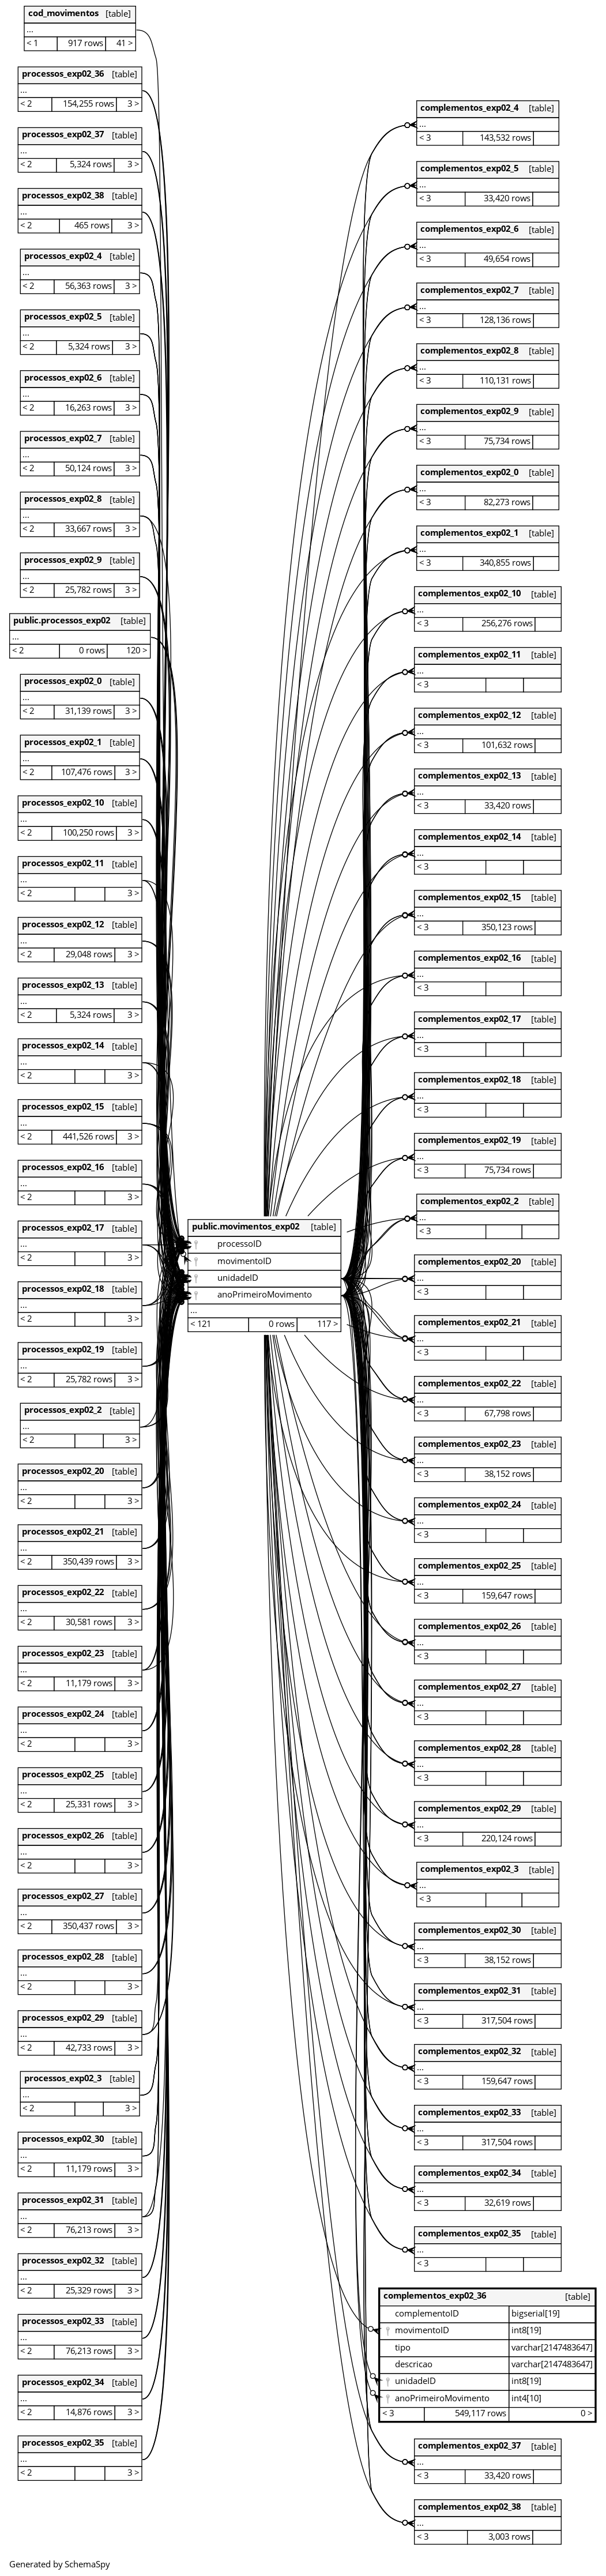 cod_movimentos [table]
...
< 1 917 rows 41 >
processos_exp02_36 [table]
...
< 2 154,255 rows 3 >
processos_exp02_37 [table]
...
< 2 5,324 rows 3 >
processos_exp02_38 [table]
...
< 2 465 rows 3 >
processos_exp02_4 [table]
...
< 2 56,363 rows 3 >
processos_exp02_5 [table]
...
< 2 5,324 rows 3 >
processos_exp02_6 [table]
...
< 2 16,263 rows 3 >
processos_exp02_7 [table]
...
< 2 50,124 rows 3 >
processos_exp02_8 [table]
...
< 2 33,667 rows 3 >
processos_exp02_9 [table]
...
< 2 25,782 rows 3 >
public.processos_exp02 [table]
...
< 2 0 rows 120 >
processos_exp02_0 [table]
...
< 2 31,139 rows 3 >
processos_exp02_1 [table]
...
< 2 107,476 rows 3 >
processos_exp02_10 [table]
...
< 2 100,250 rows 3 >
processos_exp02_11 [table]
...
< 2 3 >
processos_exp02_12 [table]
...
< 2 29,048 rows 3 >
processos_exp02_13 [table]
...
< 2 5,324 rows 3 >
processos_exp02_14 [table]
...
< 2 3 >
processos_exp02_15 [table]
...
< 2 441,526 rows 3 >
processos_exp02_16 [table]
...
< 2 3 >
processos_exp02_17 [table]
...
< 2 3 >
processos_exp02_18 [table]
...
< 2 3 >
processos_exp02_19 [table]
...
< 2 25,782 rows 3 >
processos_exp02_2 [table]
...
< 2 3 >
processos_exp02_20 [table]
...
< 2 3 >
processos_exp02_21 [table]
...
< 2 350,439 rows 3 >
processos_exp02_22 [table]
...
< 2 30,581 rows 3 >
processos_exp02_23 [table]
...
< 2 11,179 rows 3 >
processos_exp02_24 [table]
...
< 2 3 >
processos_exp02_25 [table]
...
< 2 25,331 rows 3 >
processos_exp02_26 [table]
...
< 2 3 >
processos_exp02_27 [table]
...
< 2 350,437 rows 3 >
processos_exp02_28 [table]
...
< 2 3 >
processos_exp02_29 [table]
...
< 2 42,733 rows 3 >
processos_exp02_3 [table]
...
< 2 3 >
processos_exp02_30 [table]
...
< 2 11,179 rows 3 >
processos_exp02_31 [table]
...
< 2 76,213 rows 3 >
processos_exp02_32 [table]
...
< 2 25,329 rows 3 >
processos_exp02_33 [table]
...
< 2 76,213 rows 3 >
processos_exp02_34 [table]
...
< 2 14,876 rows 3 >
processos_exp02_35 [table]
...
< 2 3 >
public.movimentos_exp02 [table]
processoID
movimentoID
unidadeID
anoPrimeiroMovimento
...
< 121 0 rows 117 >
complementos_exp02_4 [table]
...
< 3 143,532 rows
complementos_exp02_5 [table]
...
< 3 33,420 rows
complementos_exp02_6 [table]
...
< 3 49,654 rows
complementos_exp02_7 [table]
...
< 3 128,136 rows
complementos_exp02_8 [table]
...
< 3 110,131 rows
complementos_exp02_9 [table]
...
< 3 75,734 rows
complementos_exp02_0 [table]
...
< 3 82,273 rows
complementos_exp02_1 [table]
...
< 3 340,855 rows
complementos_exp02_10 [table]
...
< 3 256,276 rows
complementos_exp02_11 [table]
...
< 3
complementos_exp02_12 [table]
...
< 3 101,632 rows
complementos_exp02_13 [table]
...
< 3 33,420 rows
complementos_exp02_14 [table]
...
< 3
complementos_exp02_15 [table]
...
< 3 350,123 rows
complementos_exp02_16 [table]
...
< 3
complementos_exp02_17 [table]
...
< 3
complementos_exp02_18 [table]
...
< 3
complementos_exp02_19 [table]
...
< 3 75,734 rows
complementos_exp02_2 [table]
...
< 3
complementos_exp02_20 [table]
...
< 3
complementos_exp02_21 [table]
...
< 3
complementos_exp02_22 [table]
...
< 3 67,798 rows
complementos_exp02_23 [table]
...
< 3 38,152 rows
complementos_exp02_24 [table]
...
< 3
complementos_exp02_25 [table]
...
< 3 159,647 rows
complementos_exp02_26 [table]
...
< 3
complementos_exp02_27 [table]
...
< 3
complementos_exp02_28 [table]
...
< 3
complementos_exp02_29 [table]
...
< 3 220,124 rows
complementos_exp02_3 [table]
...
< 3
complementos_exp02_30 [table]
...
< 3 38,152 rows
complementos_exp02_31 [table]
...
< 3 317,504 rows
complementos_exp02_32 [table]
...
< 3 159,647 rows
complementos_exp02_33 [table]
...
< 3 317,504 rows
complementos_exp02_34 [table]
...
< 3 32,619 rows
complementos_exp02_35 [table]
...
< 3
complementos_exp02_36 [table]
complementoID bigserial[19]
movimentoID int8[19]
tipo varchar[2147483647]
descricao varchar[2147483647]
unidadeID int8[19]
anoPrimeiroMovimento int4[10]
< 3 549,117 rows 0 >
complementos_exp02_37 [table]
...
< 3 33,420 rows
complementos_exp02_38 [table]
...
< 3 3,003 rows
Generated by SchemaSpy